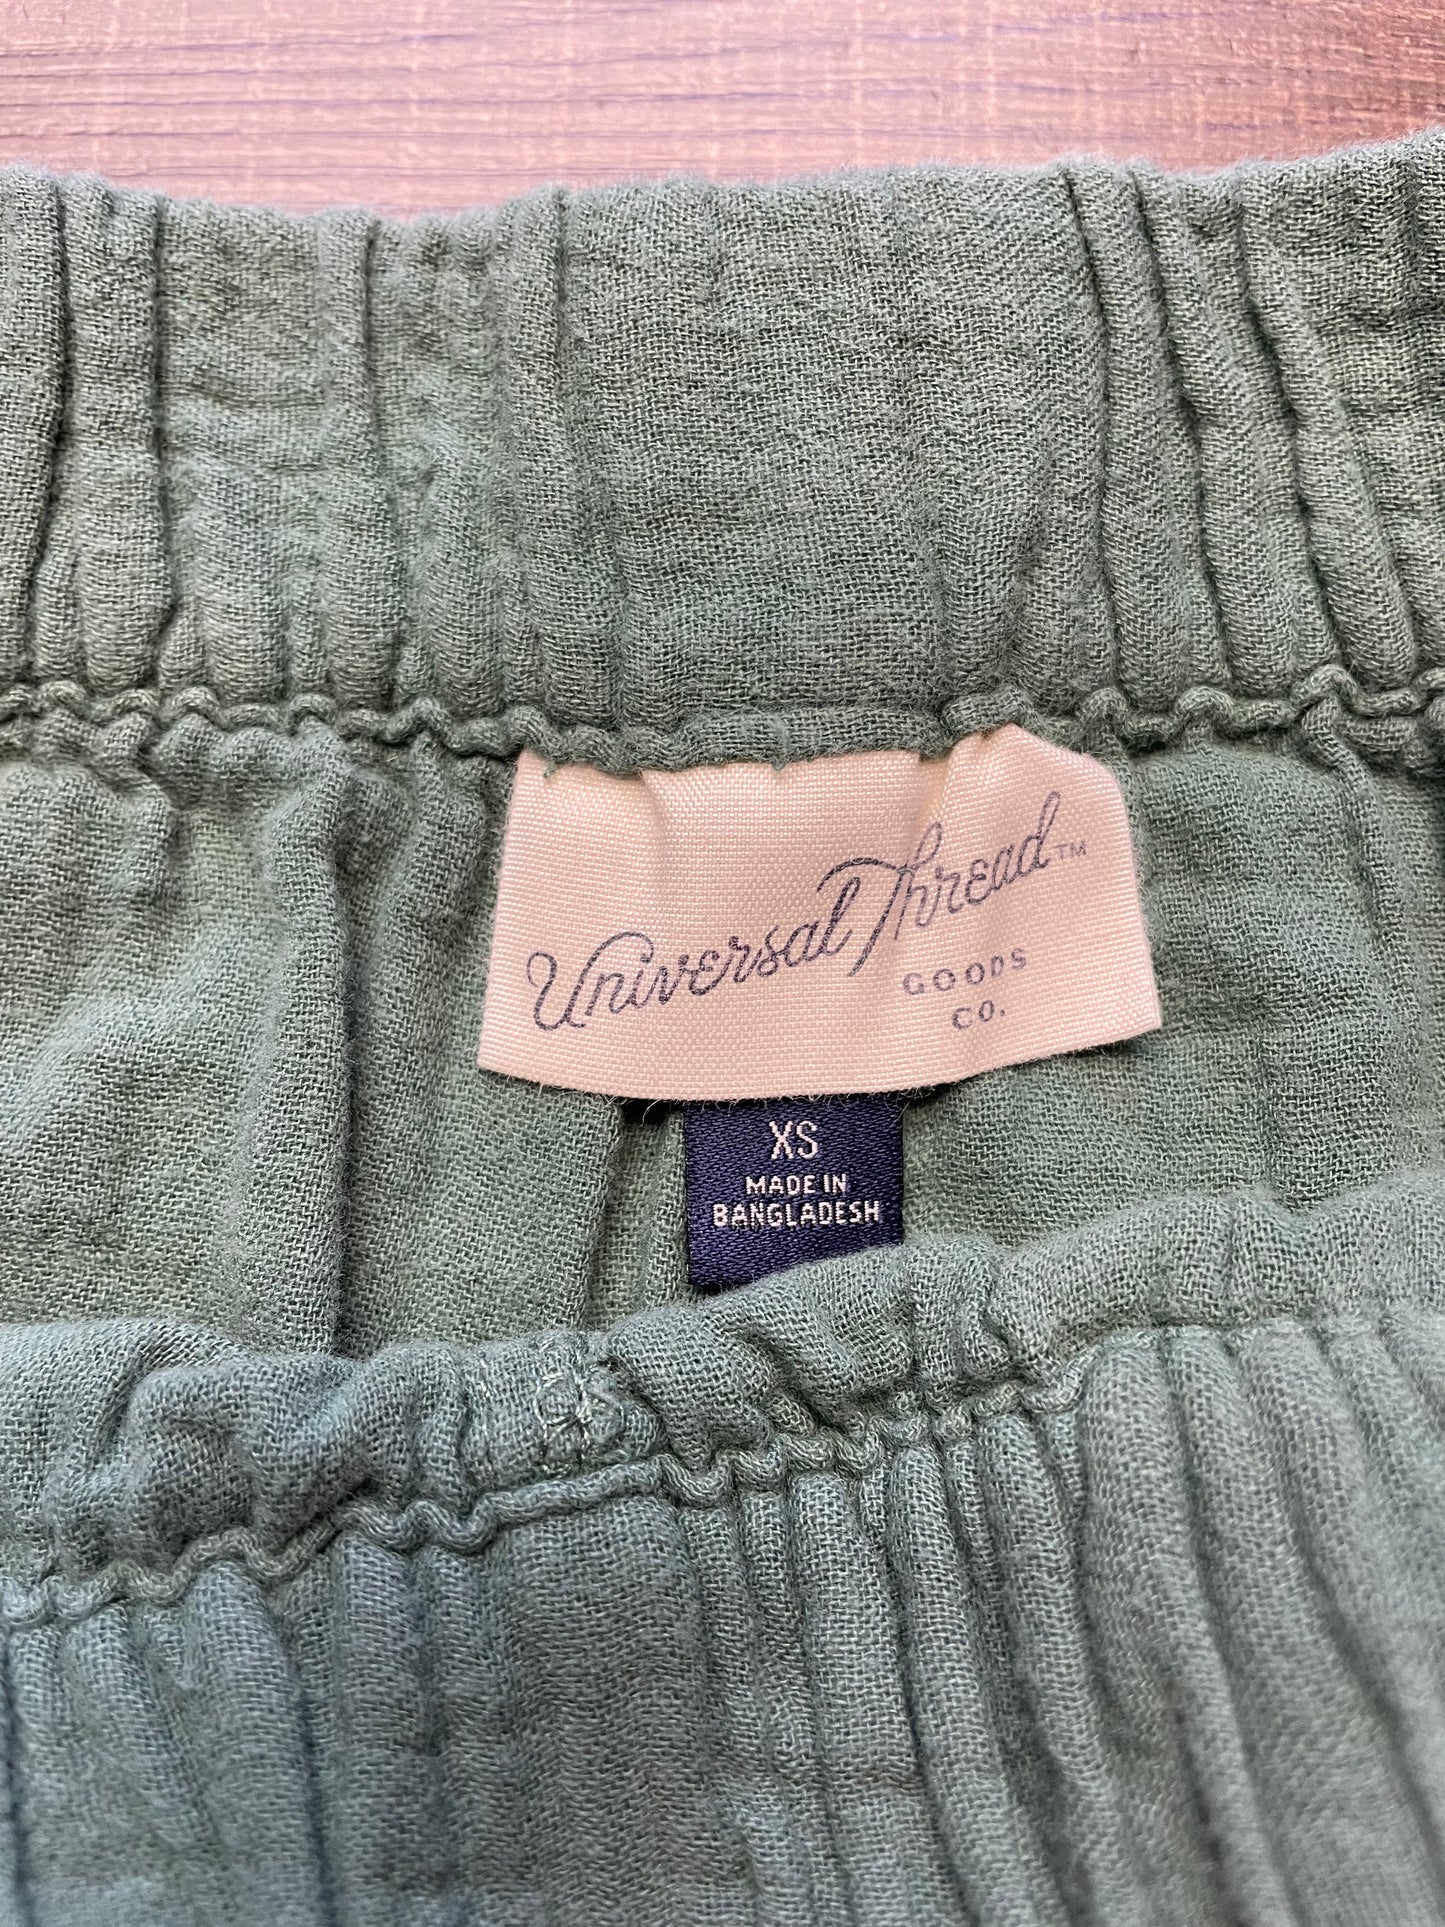 Universal Thread™
GOODS
CO.
XS
MADE IN
BANGLADESH